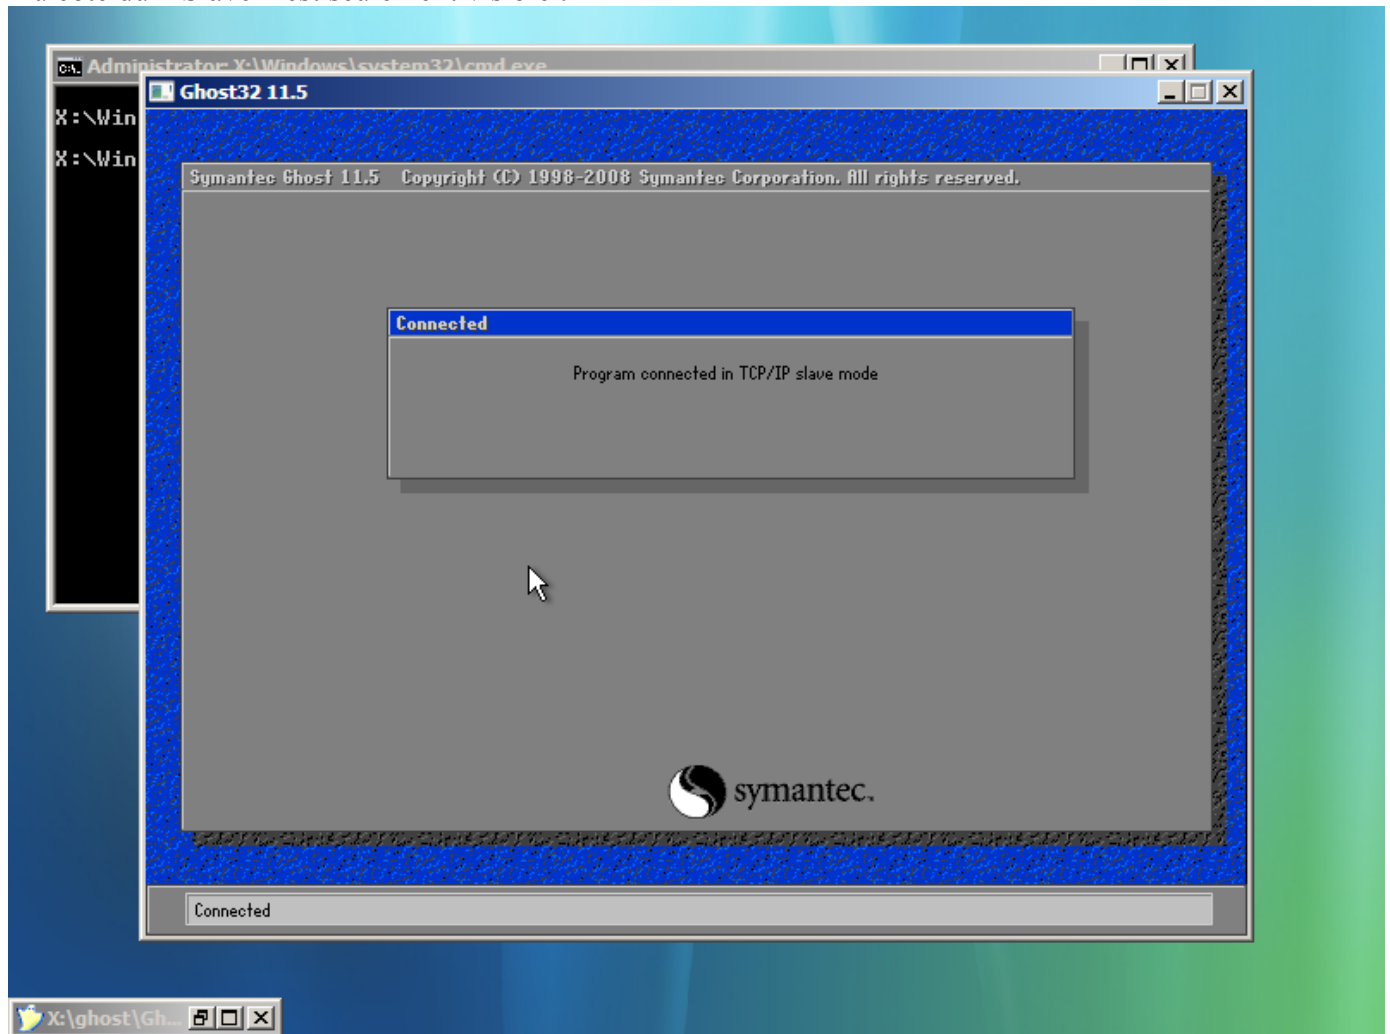 Administrator: X:\Windows\system32\cmd.exe
Ghost32 11.5
X:\Win
X:\Win
Symantec Ghost 11.5 Copyright (C) 1998-2008 Symantec Corporation. All rights reserved.
Connected
Program connected in TCP/IP slave mode
symantec.
Connected
X:\ghost\Gh...